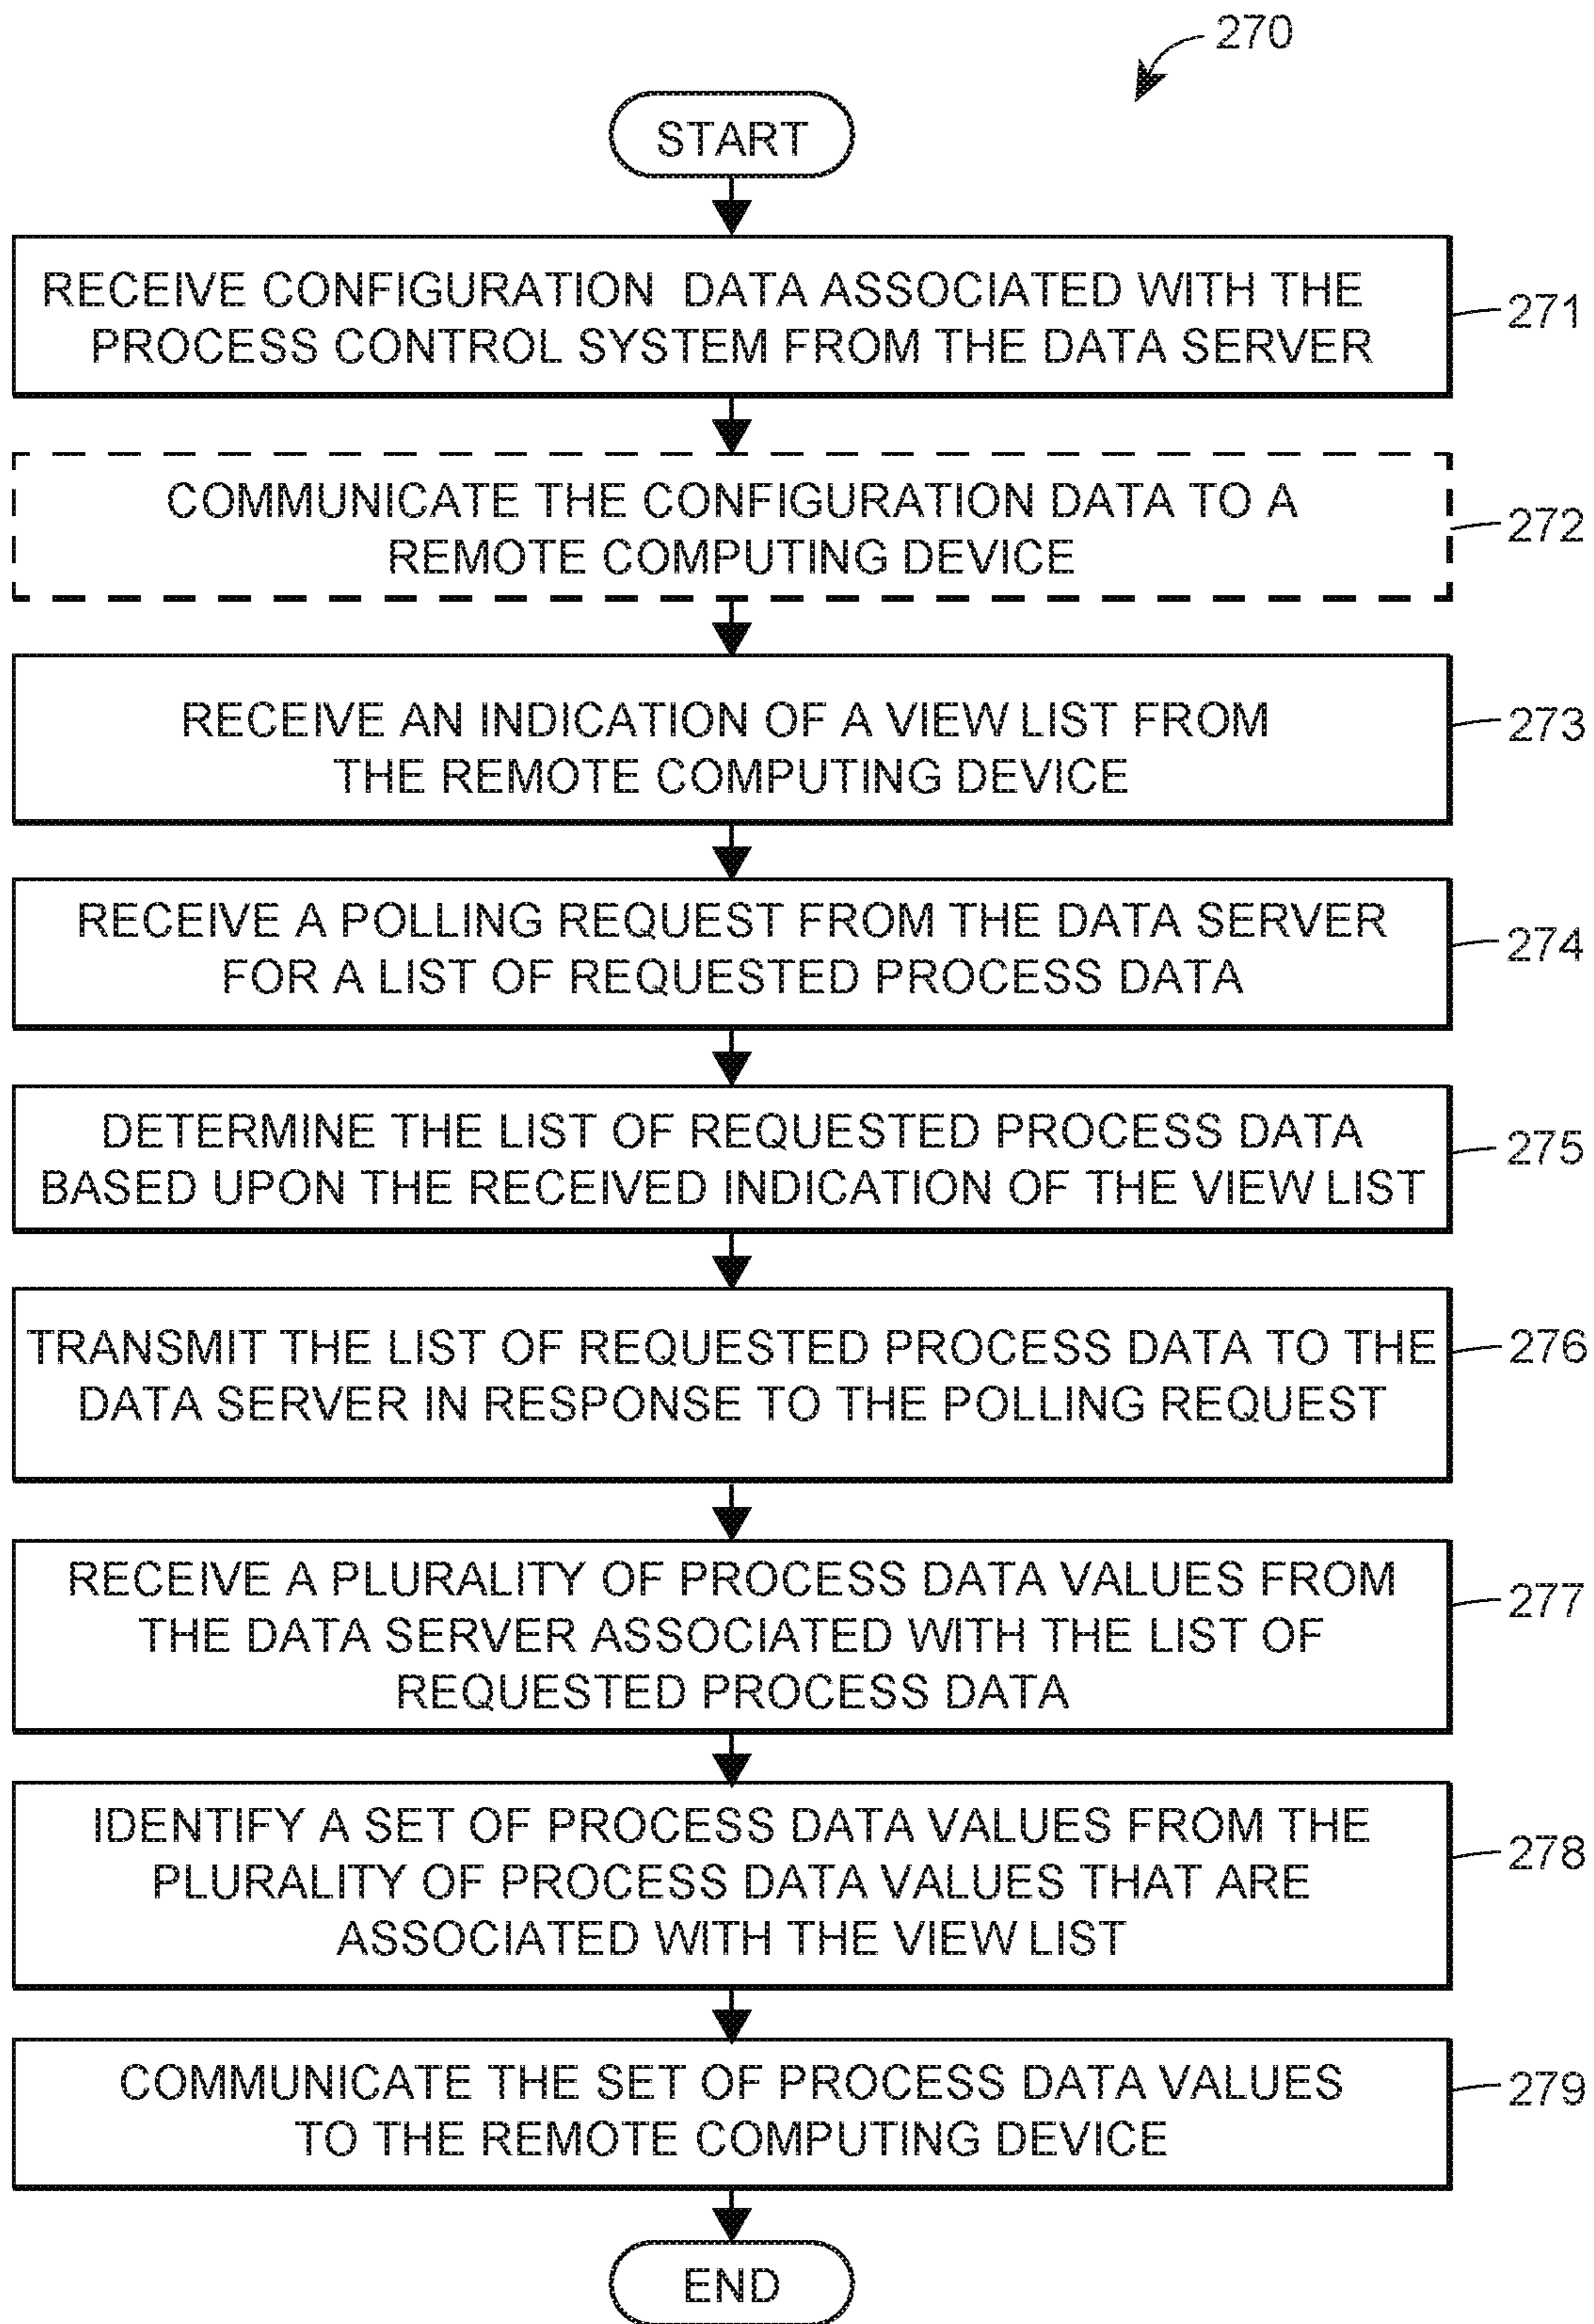 270
START
RECEIVE CONFIGURATION DATA ASSOCIATED WITH THE
PROCESS CONTROL SYSTEM FROM THE DATA SERVER
271
COMMUNICATE THE CONFIGURATION DATA TO A
REMOTE COMPUTING DEVICE
272
RECEIVE AN INDICATION OF A VIEW LIST FROM
THE REMOTE COMPUTING DEVICE
273
RECEIVE A POLLING REQUEST FROM THE DATA SERVER
FOR A LIST OF REQUESTED PROCESS DATA
274
DETERMINE THE LIST OF REQUESTED PROCESS DATA
BASED UPON THE RECEIVED INDICATION OF THE VIEW LIST
275
TRANSMIT THE LIST OF REQUESTED PROCESS DATA TO THE
DATA SERVER IN RESPONSE TO THE POLLING REQUEST
276
RECEIVE A PLURALITY OF PROCESS DATA VALUES FROM
THE DATA SERVER ASSOCIATED WITH THE LIST OF
REQUESTED PROCESS DATA
277
IDENTIFY A SET OF PROCESS DATA VALUES FROM THE
PLURALITY OF PROCESS DATA VALUES THAT ARE
ASSOCIATED WITH THE VIEW LIST
278
COMMUNICATE THE SET OF PROCESS DATA VALUES
TO THE REMOTE COMPUTING DEVICE
279
END